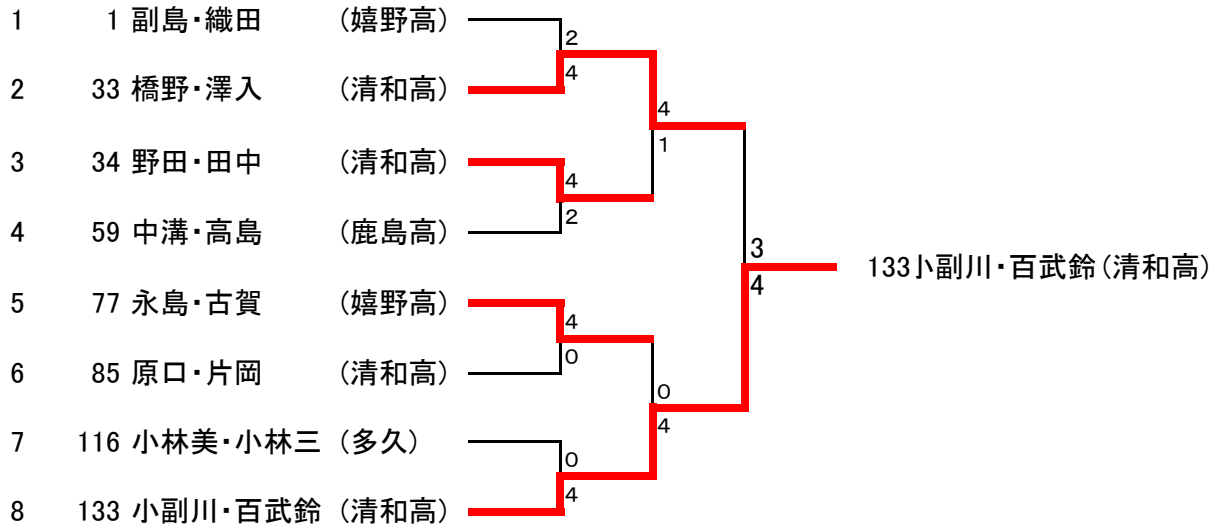 1 1 副島・織田 (嬉野高)
2
4
2 33 橋野・澤入 (清和高)
4
1
3 34 野田・田中 (清和高)
4
2
4 59 中溝・高島 (鹿島高)
3
4
133小副川・百武鈴(清和高)
5 77 永島・古賀 (嬉野高)
4
0
6 85 原口・片岡 (清和高)
0
4
7 116 小林美・小林三 (多久)
0
4
8 133 小副川・百武鈴 (清和高)